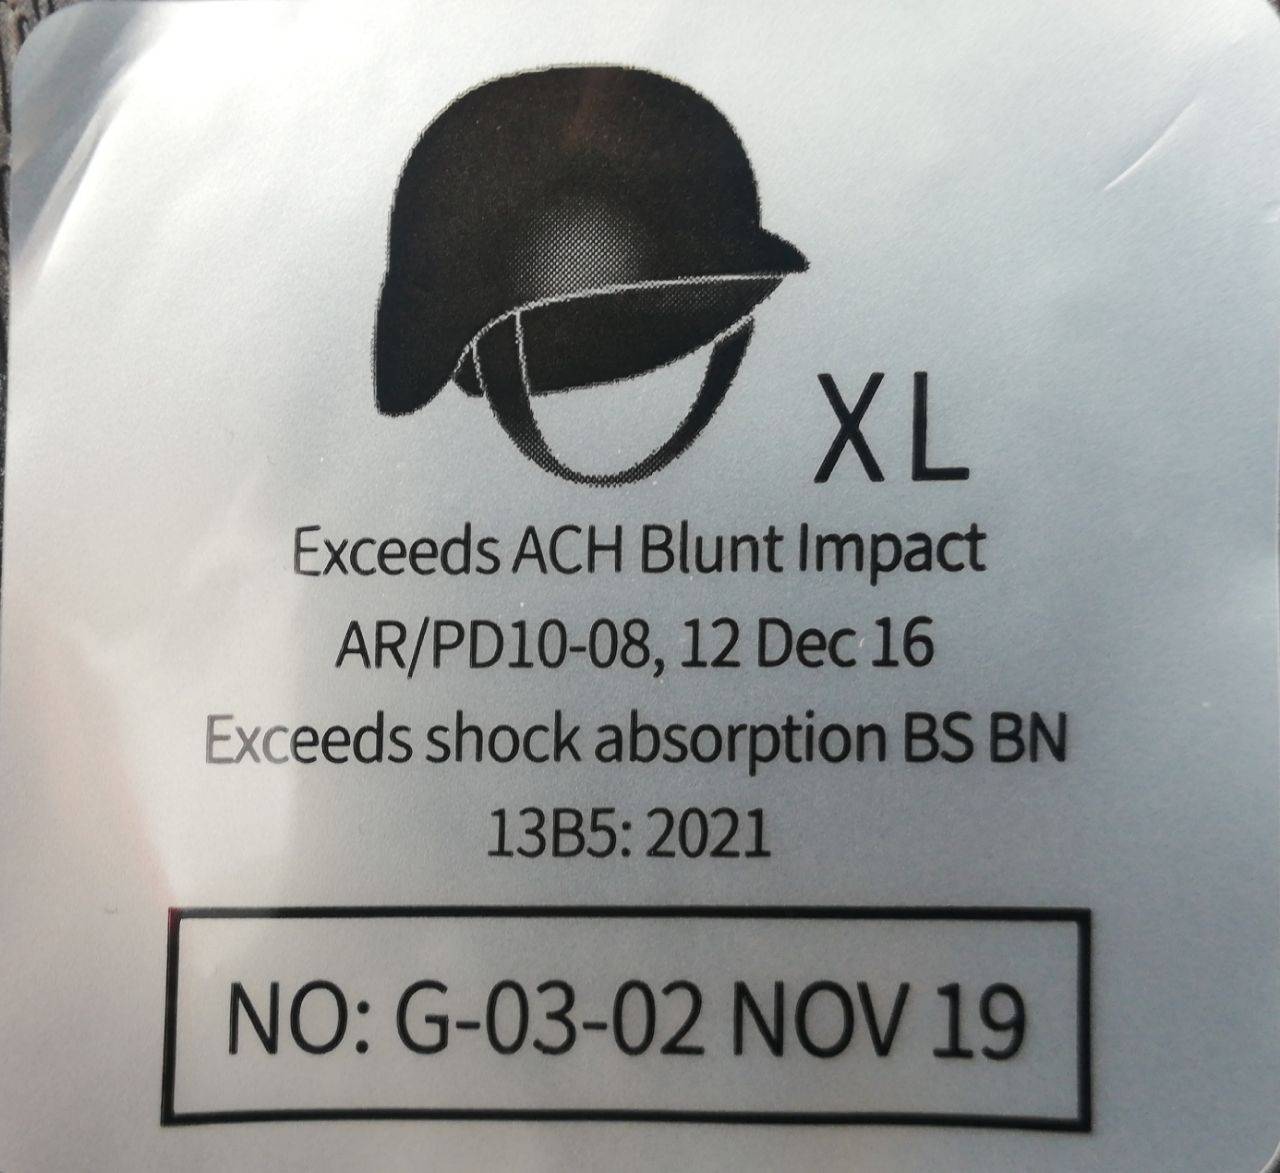 XL
Exceeds ACH Blunt Impact
AR/PD10-08, 12 Dec 16
Exceeds shock absorption BS BN
13B5: 2021
NO: G-03-02 NOV 19